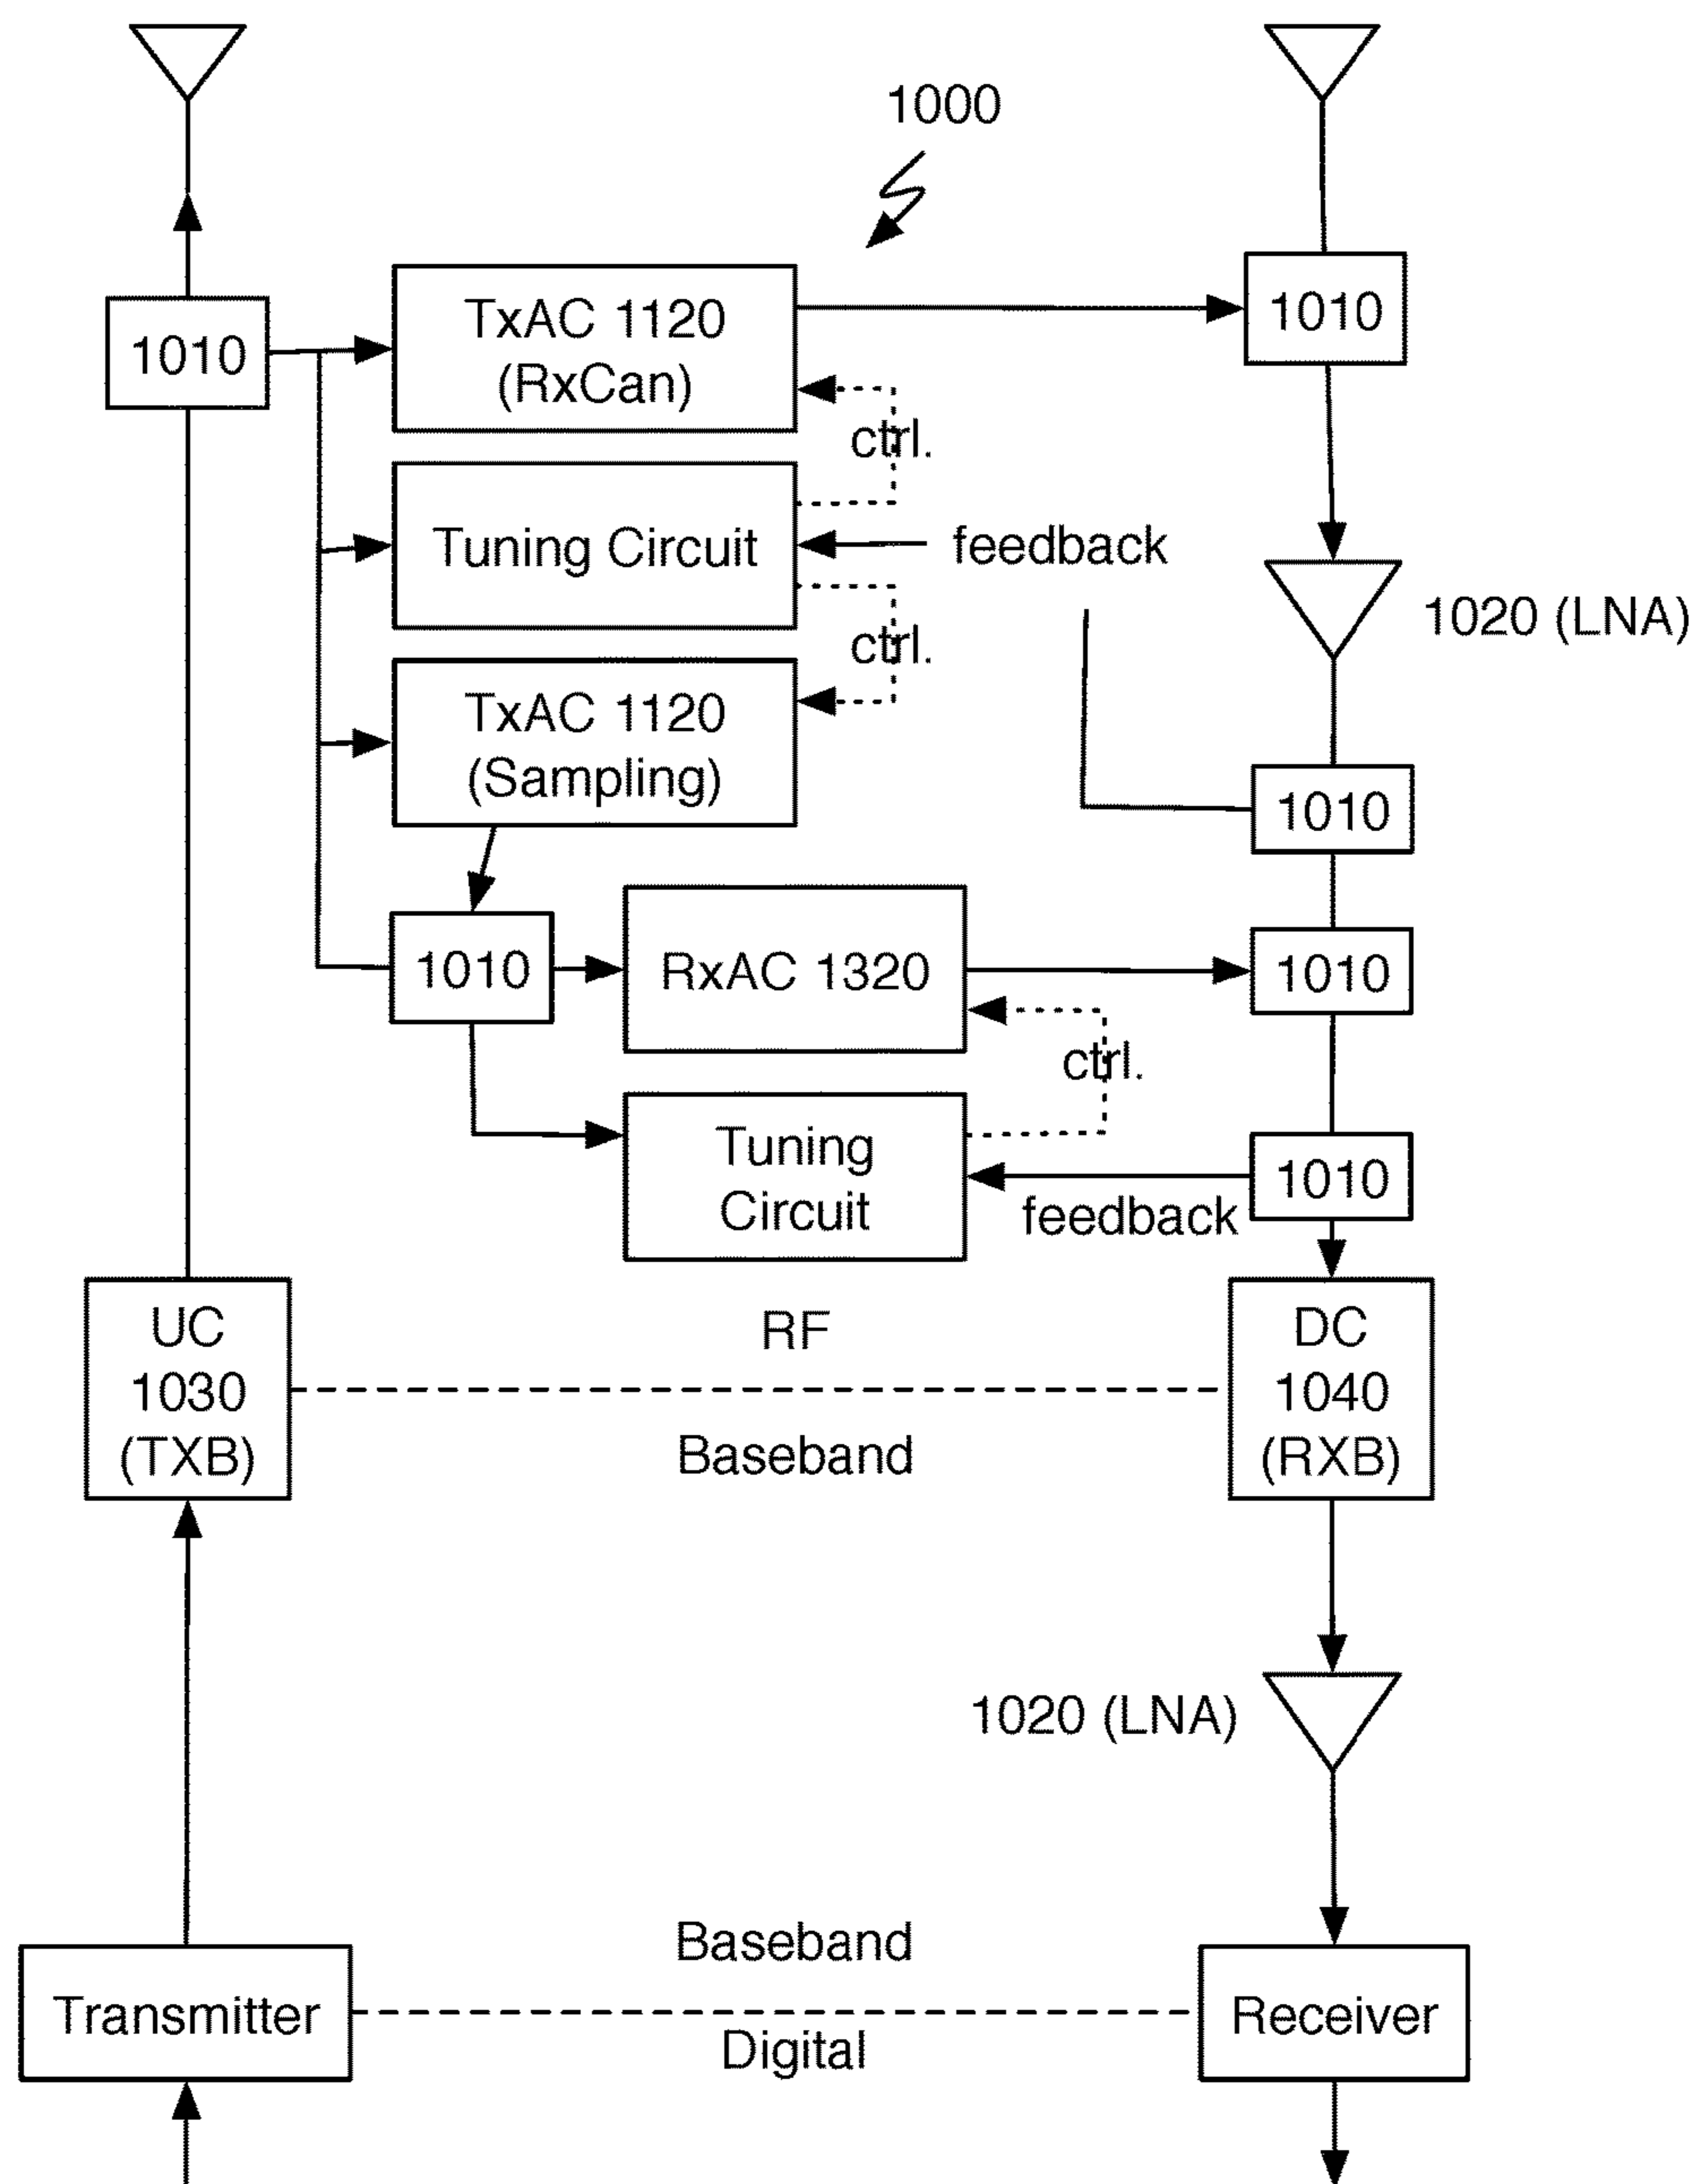 1000
1010
TxAC 1120
(RxCan)
1010
ctrl.
Tuning Circuit
feedback
1020 (LNA)
ctrl.
TxAC 1120
(Sampling)
1010
1010
RxAC 1320
1010
ctrl.
Tuning
Circuit
feedback
1010
UC
1030
(TXB)
RF
Baseband
DC
1040
(RXB)
1020 (LNA)
Transmitter
Baseband
Digital
Receiver